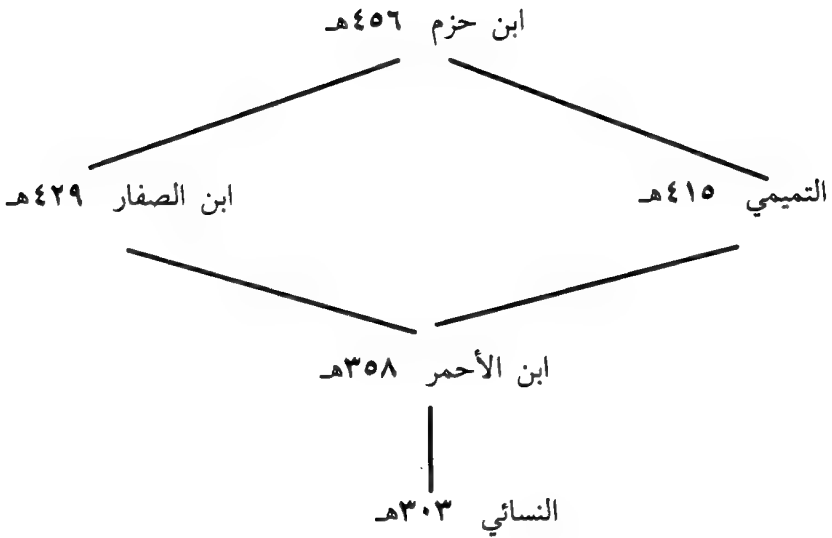 ابن حزم ٤٥٦هـ
التميمي ٤١٥هـ ابن الصفار ٤٢٩هـ
ابن الأحمر ٣٥٨هـ
النسائي ٣٠٣هـ